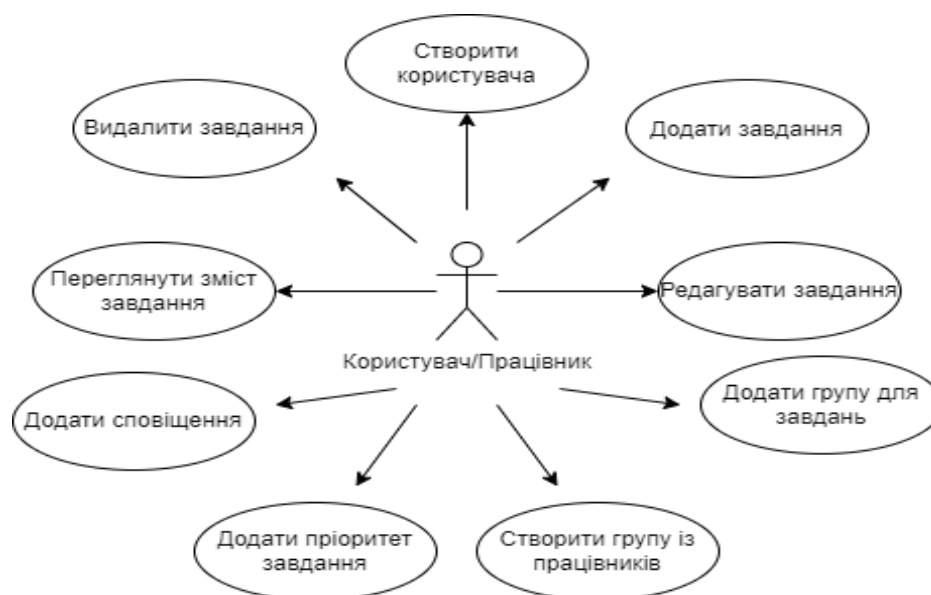 Створити
користувача
Видалити завдання
Додати завдання
Переглянути зміст
завдання
Редагувати завдання
Користувач/Працівник
Додати сповіщення
Додати групу для
завдань
Додати пріоритет
завдання
Створити групу із
працівників